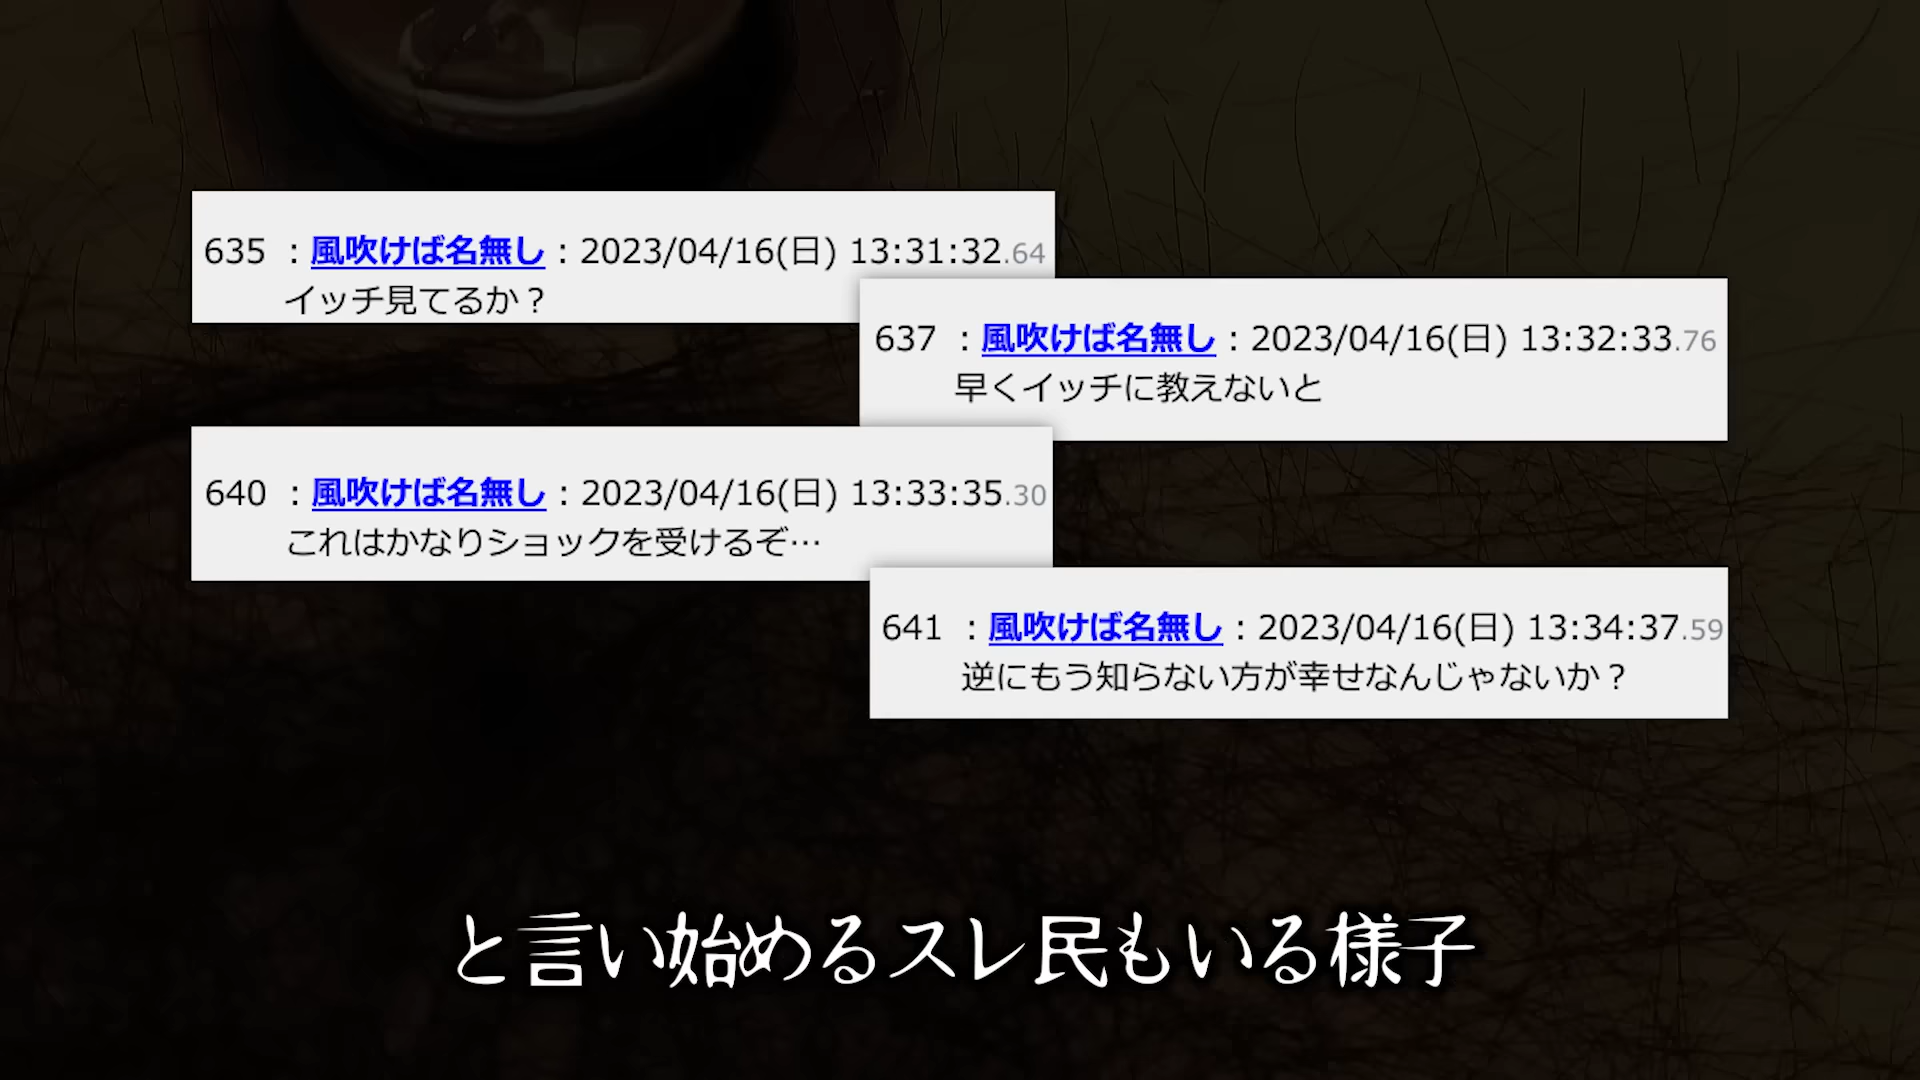 635 ：風吹けば名無し：2023/04/16(日) 13:31:32.64
イッチ見てるか？
637 ：風吹けば名無し：2023/04/16(日) 13:32:33.76
早くイッチに教えないと
640 ：風吹けば名無し：2023/04/16(日) 13:33:35.30
これはかなりショックを受けるぞ…
641 ：風吹けば名無し：2023/04/16(日) 13:34:37.59
逆にもう知らない方が幸せなんじゃないか？
と言い始めるスレ民もいる様子